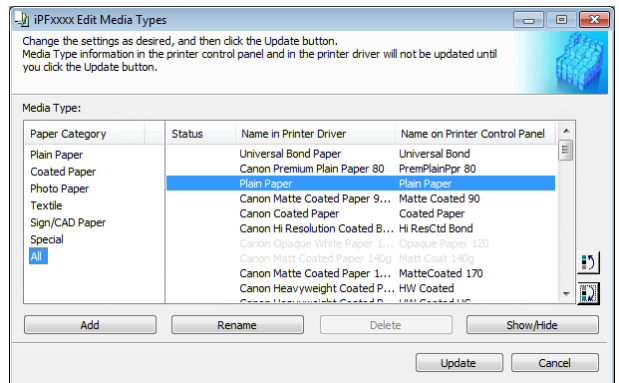 iPFxxxx Edit Media Types
Change the settings as desired, and then click the Update button.
Media Type information in the printer control panel and in the printer driver will not be updated until
you click the Update button.
Media Type:
Paper Category Status Name in Printer Driver Name on Printer Control Panel
Plain Paper
Coated Paper
Photo Paper
Textile
Sign/CAD Paper
Special
All
Universal Bond Paper Universal Bond
Canon Premium Plain Paper 80 PremPlainPpr 80
Plain Paper Plain Paper
Canon Matte Coated Paper 9... Matte Coated 90
Canon Coated Paper Coated Paper
Canon Hi Resolution Coated B... Hi ResCtd Bond
Canon Opaque White Paper 1... Opaque Paper 120
Canon Matt Coated Paper 140g Matt Coat 140g
Canon Matte Coated Paper 1... MatteCoated 170
Canon Heavyweight Coated P... HW Coated
Canon Heavyweight Coated P... HW Coated HG
Add Rename Delete Show/Hide
Update Cancel